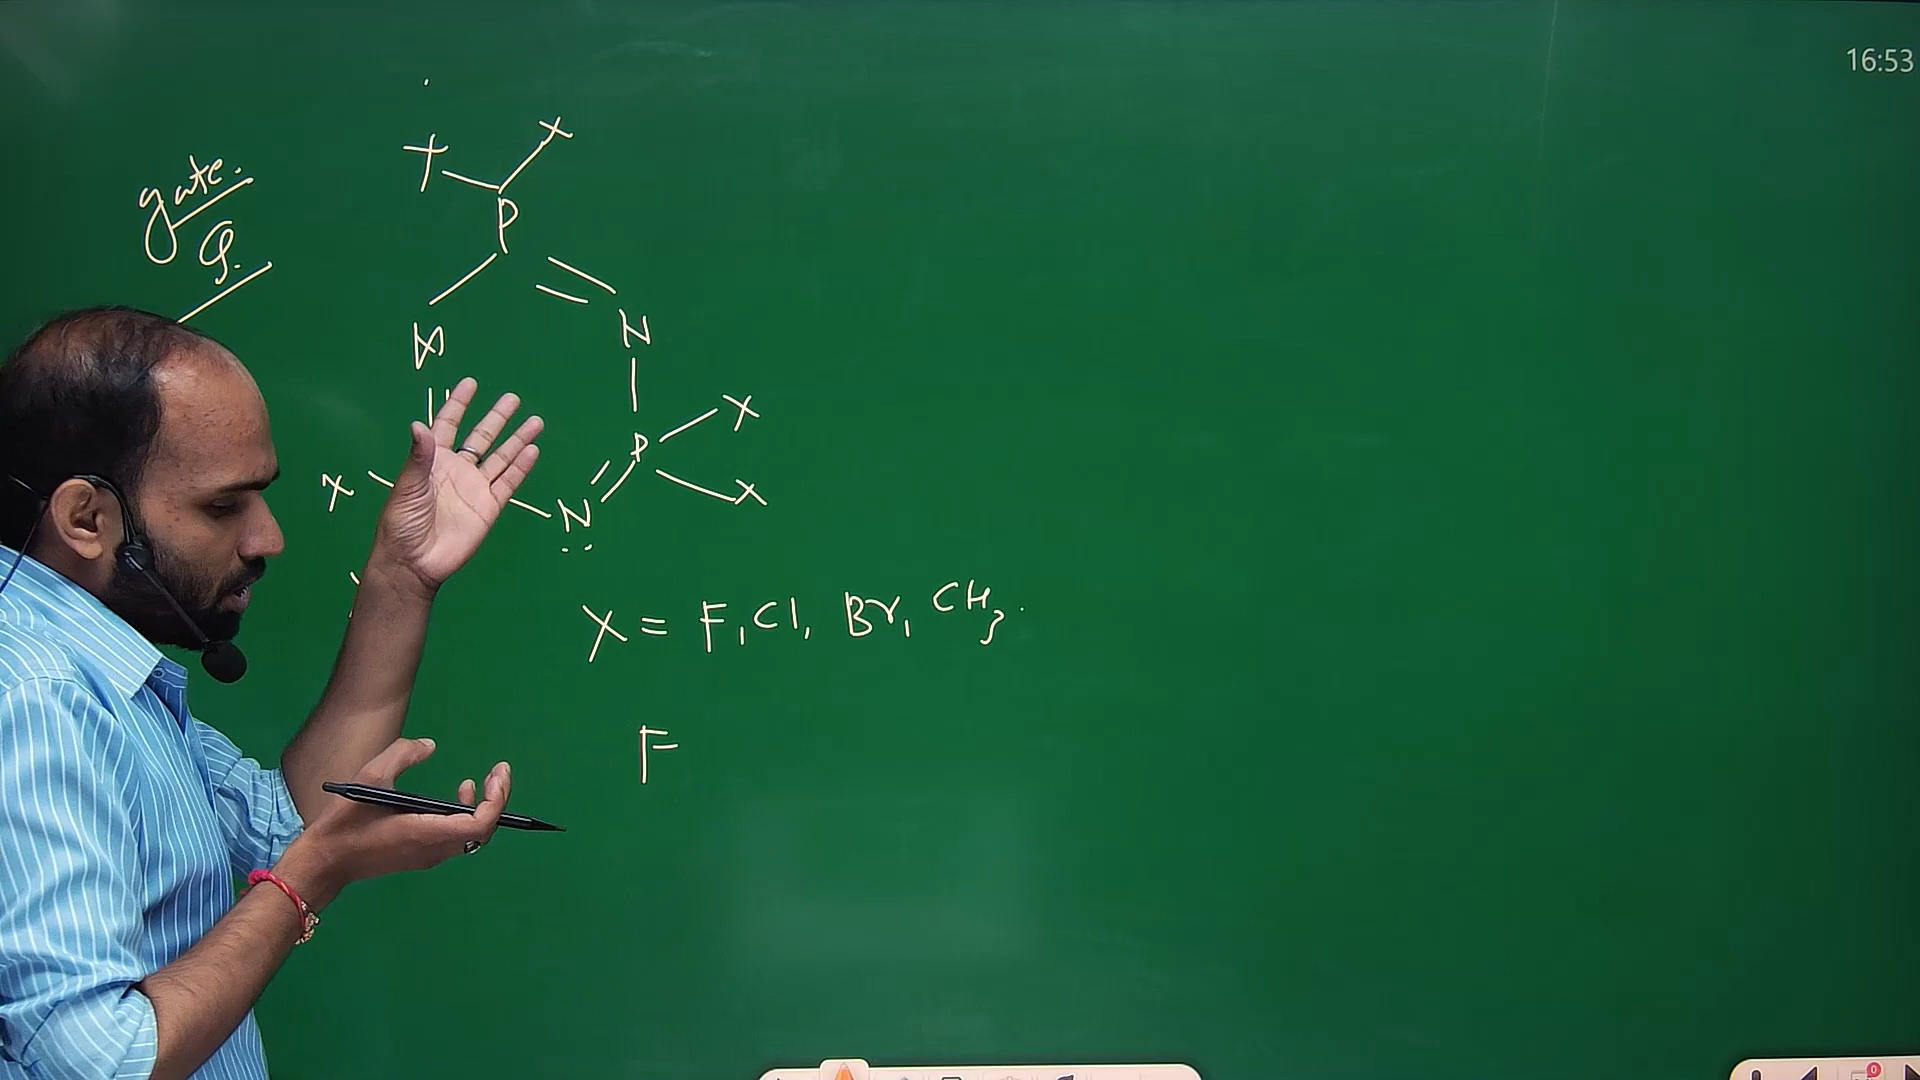 16:53
gate.
Q.
X X
P
N N
P X
X N X
X = F, Cl, Br, CH3.
F